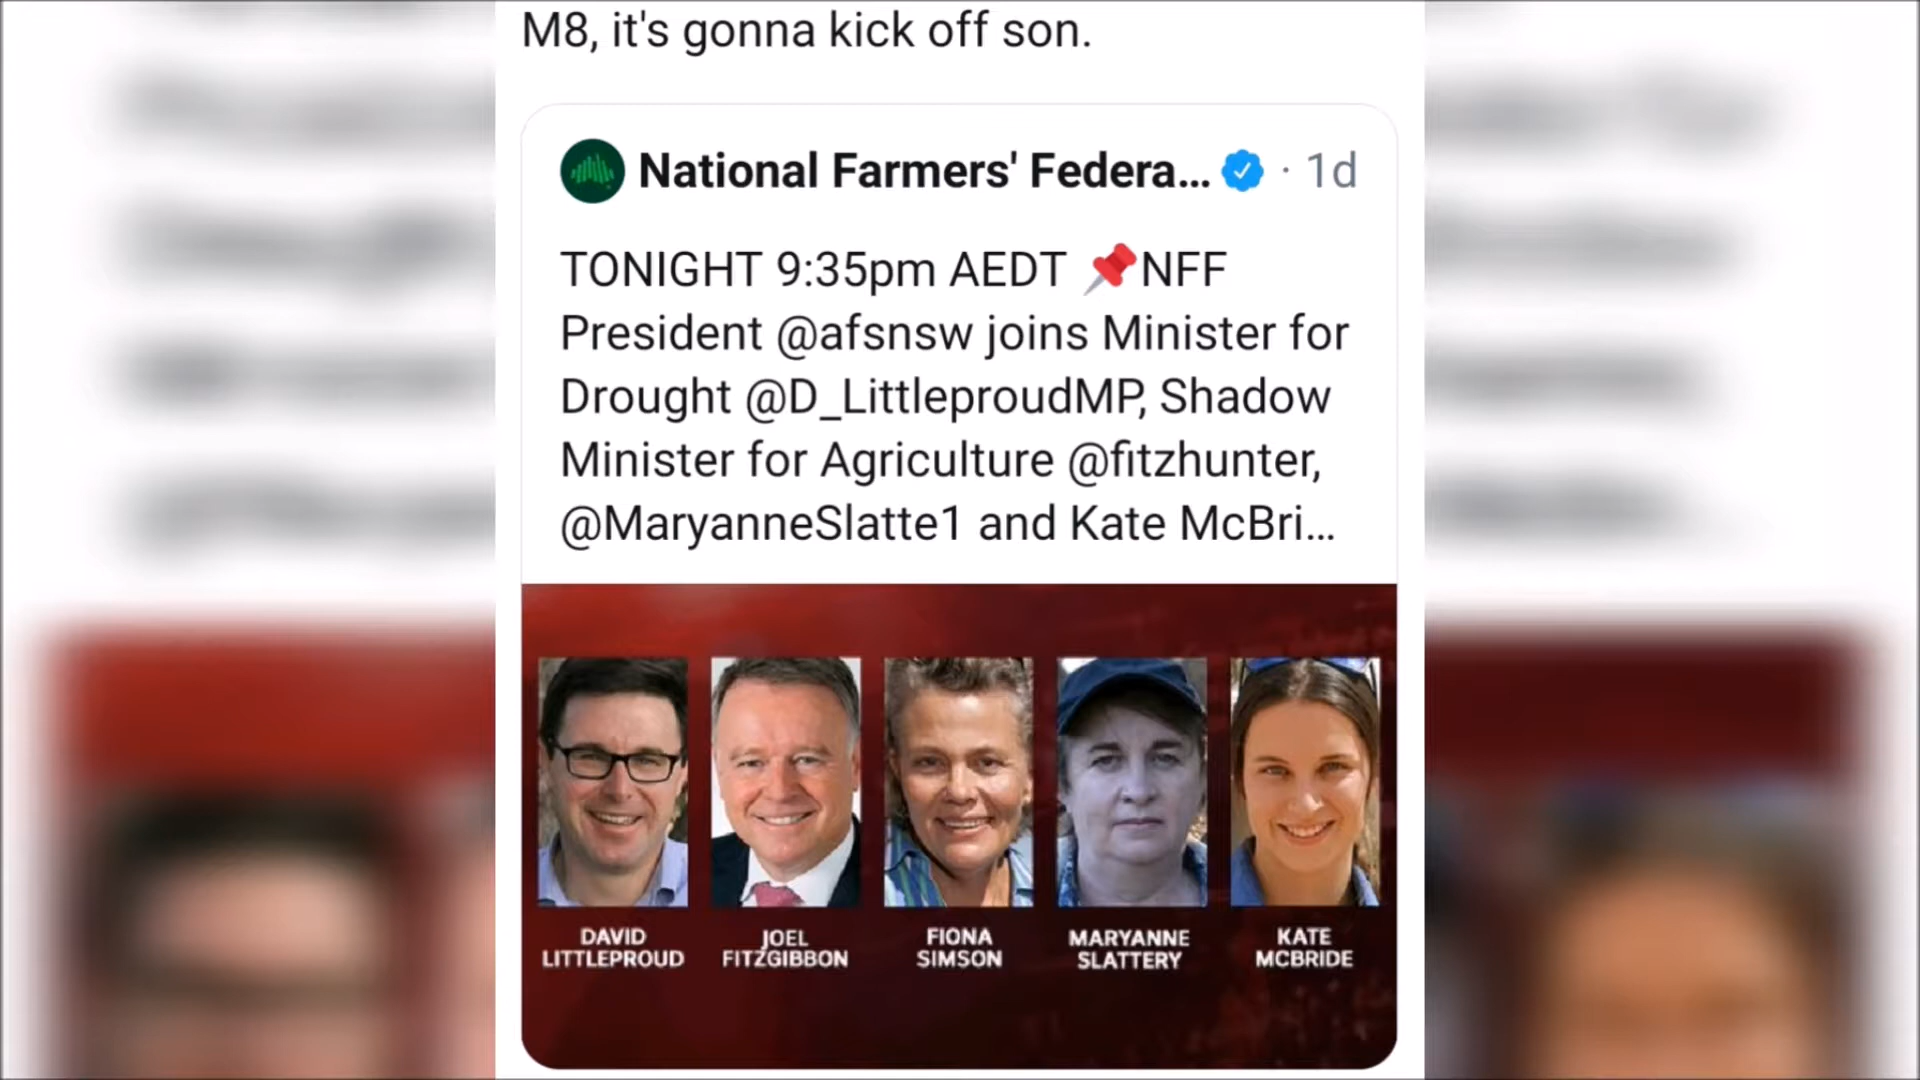 M8, it's gonna kick off son.
National Farmers' Federa... · 1d
TONIGHT 9:35pm AEDT 📌NFF
President @afsnsw joins Minister for
Drought @D_LittleproudMP, Shadow
Minister for Agriculture @fitzhunter,
@MaryanneSlatte1 and Kate McBri...
DAVID
LITTLEPROUD
JOEL
FITZGIBBON
FIONA
SIMSON
MARYANNE
SLATTERY
KATE
MCBRIDE